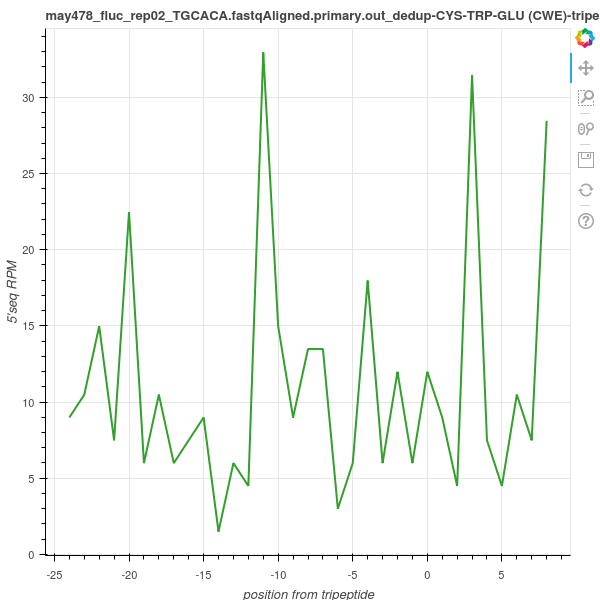 may478_fluc_rep02_TGCACA.fastqAligned.primary.out_dedup-CYS-TRP-GLU (CWE)-tripe
30
25
20
15
10
5
0
5'seq RPM
-25 -20 -15 -10 -5 0 5
position from tripeptide